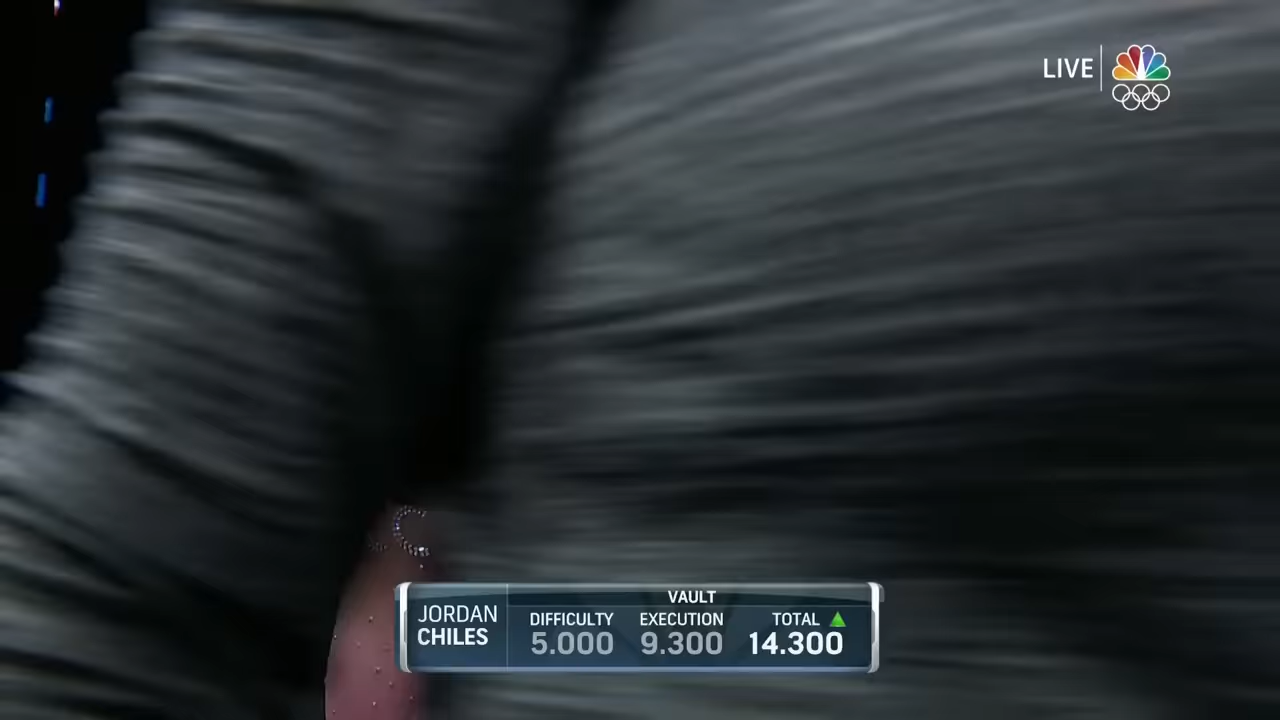 LIVE
VAULT
JORDAN
CHILES
DIFFICULTY EXECUTION TOTAL
5.000 9.300 14.300